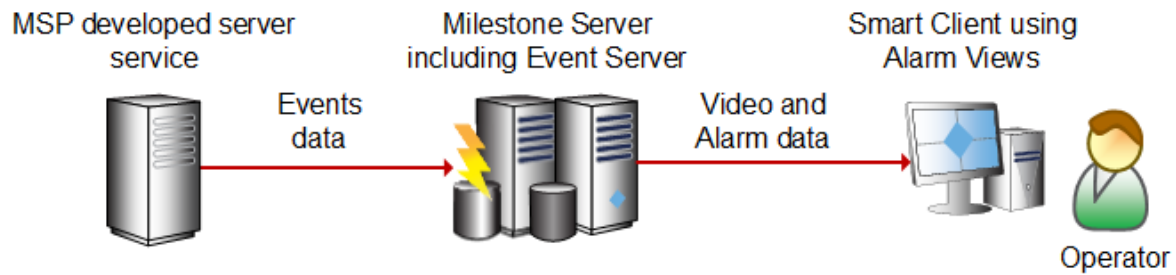 MSP developed server
service
Milestone Server
including Event Server
Smart Client using
Alarm Views
Events
data
Video and
Alarm data
Operator